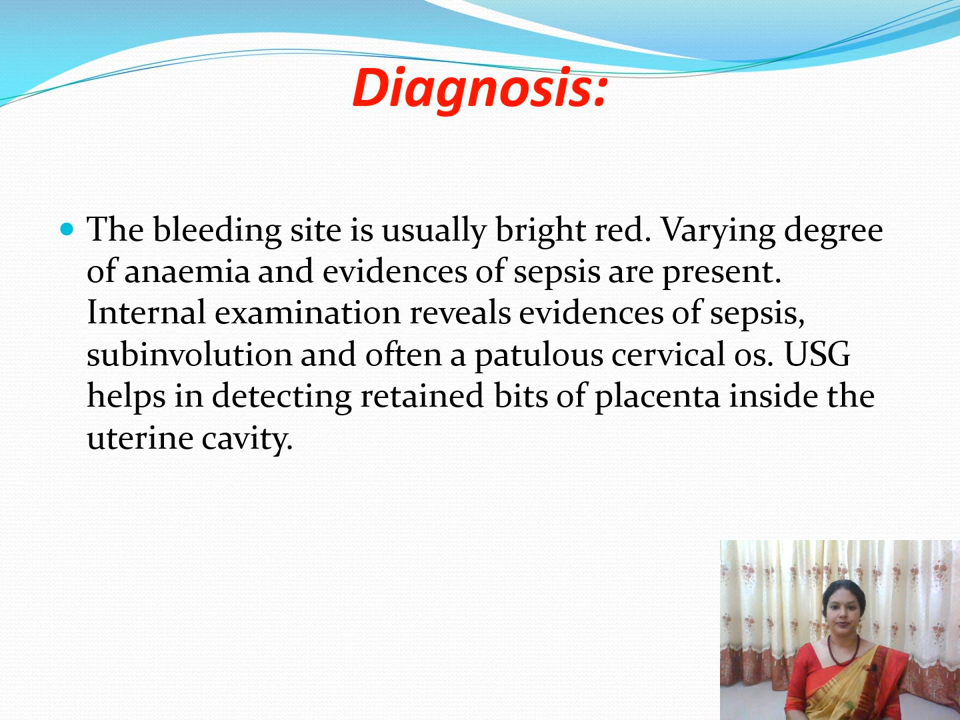 Diagnosis:
The bleeding site is usually bright red. Varying degree
of anaemia and evidences of sepsis are present.
Internal examination reveals evidences of sepsis,
subinvolution and often a patulous cervical os. USG
helps in detecting retained bits of placenta inside the
uterine cavity.